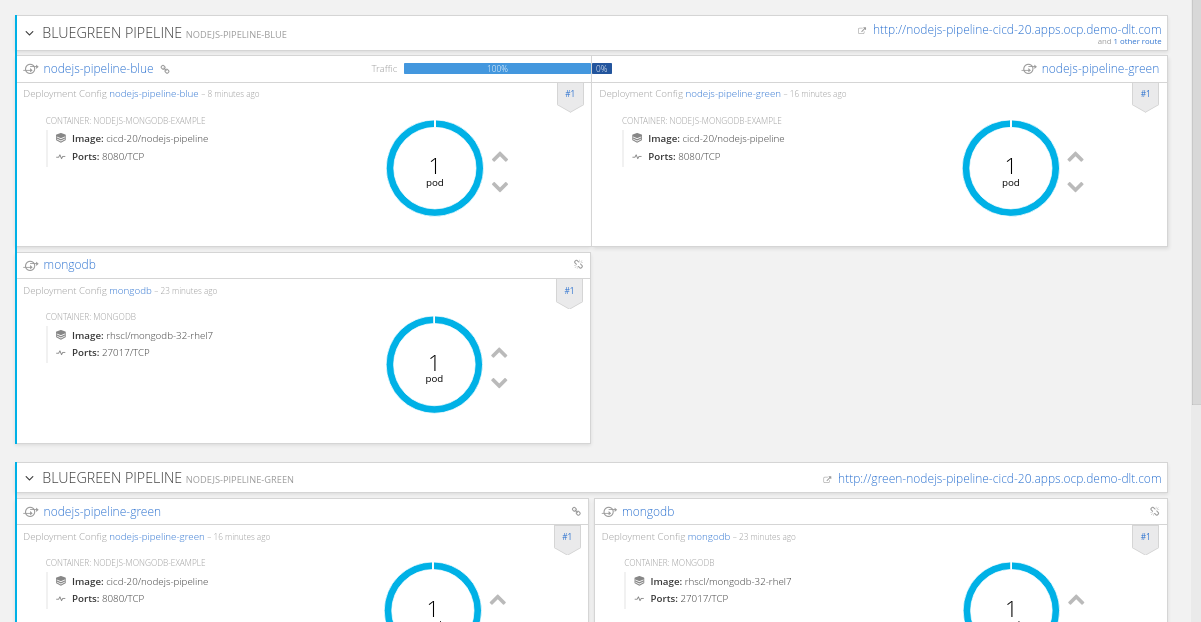 BLUEGREEN PIPELINE NODEJS-PIPELINE-BLUE
http://nodejs-pipeline-cicd-20.apps.ocp.demo-dlt.com
and 1 other route
nodejs-pipeline-blue
Traffic 100% 0%
nodejs-pipeline-green
Deployment Config nodejs-pipeline-blue - 8 minutes ago
#1
CONTAINER: NODEJS-MONGODB-EXAMPLE
Image: cicd-20/nodejs-pipeline
Ports: 8080/TCP
1
pod
Deployment Config nodejs-pipeline-green - 16 minutes ago
#1
CONTAINER: NODEJS-MONGODB-EXAMPLE
Image: cicd-20/nodejs-pipeline
Ports: 8080/TCP
1
pod
mongodb
Deployment Config mongodb - 23 minutes ago
#1
CONTAINER: MONGODB
Image: rhscl/mongodb-32-rhel7
Ports: 27017/TCP
1
pod
BLUEGREEN PIPELINE NODEJS-PIPELINE-GREEN
http://green-nodejs-pipeline-cicd-20.apps.ocp.demo-dlt.com
nodejs-pipeline-green
Deployment Config nodejs-pipeline-green - 16 minutes ago
#1
CONTAINER: NODEJS-MONGODB-EXAMPLE
Image: cicd-20/nodejs-pipeline
Ports: 8080/TCP
1
mongodb
Deployment Config mongodb - 23 minutes ago
#1
CONTAINER: MONGODB
Image: rhscl/mongodb-32-rhel7
Ports: 27017/TCP
1